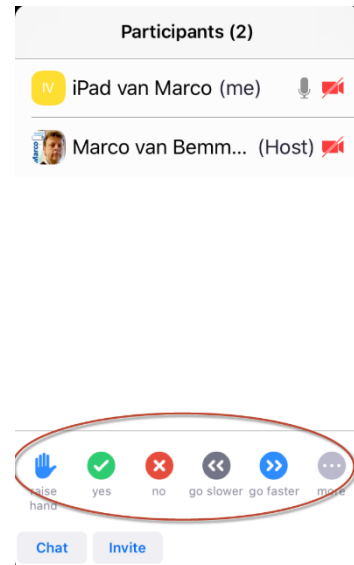 Participants (2)
IV iPad van Marco (me)
Marco van Bemm... (Host)
raise hand
yes
no
go slower
go faster
more
Chat
Invite